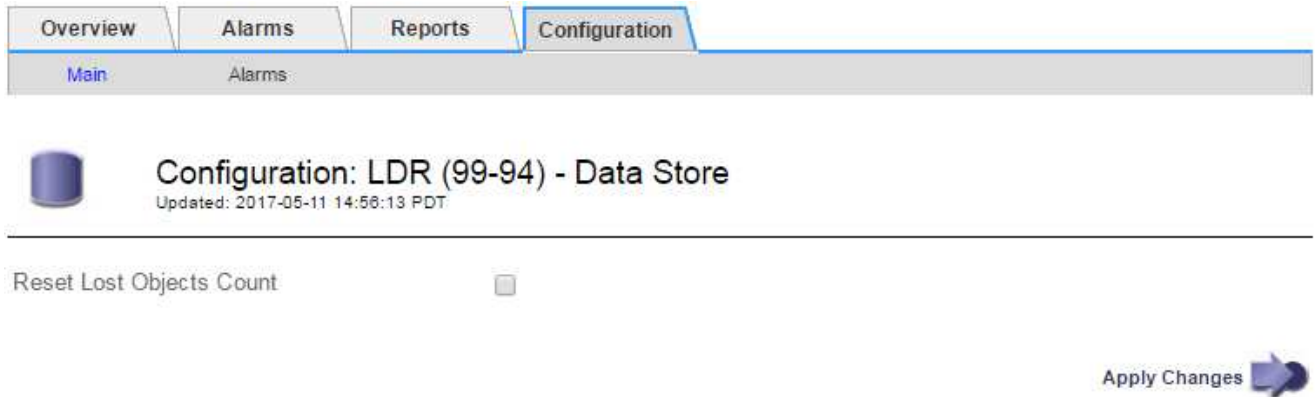 Overview Alarms Reports Configuration
Main Alarms
Configuration: LDR (99-94) - Data Store
Updated: 2017-05-11 14:56:13 PDT
Reset Lost Objects Count
Apply Changes